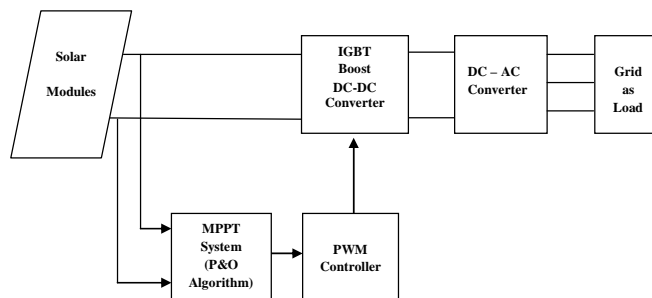 Solar
Modules
IGBT
Boost
DC-DC
Converter
DC – AC
Converter
Grid
as
Load
MPPT
System
(P&O
Algorithm)
PWM
Controller